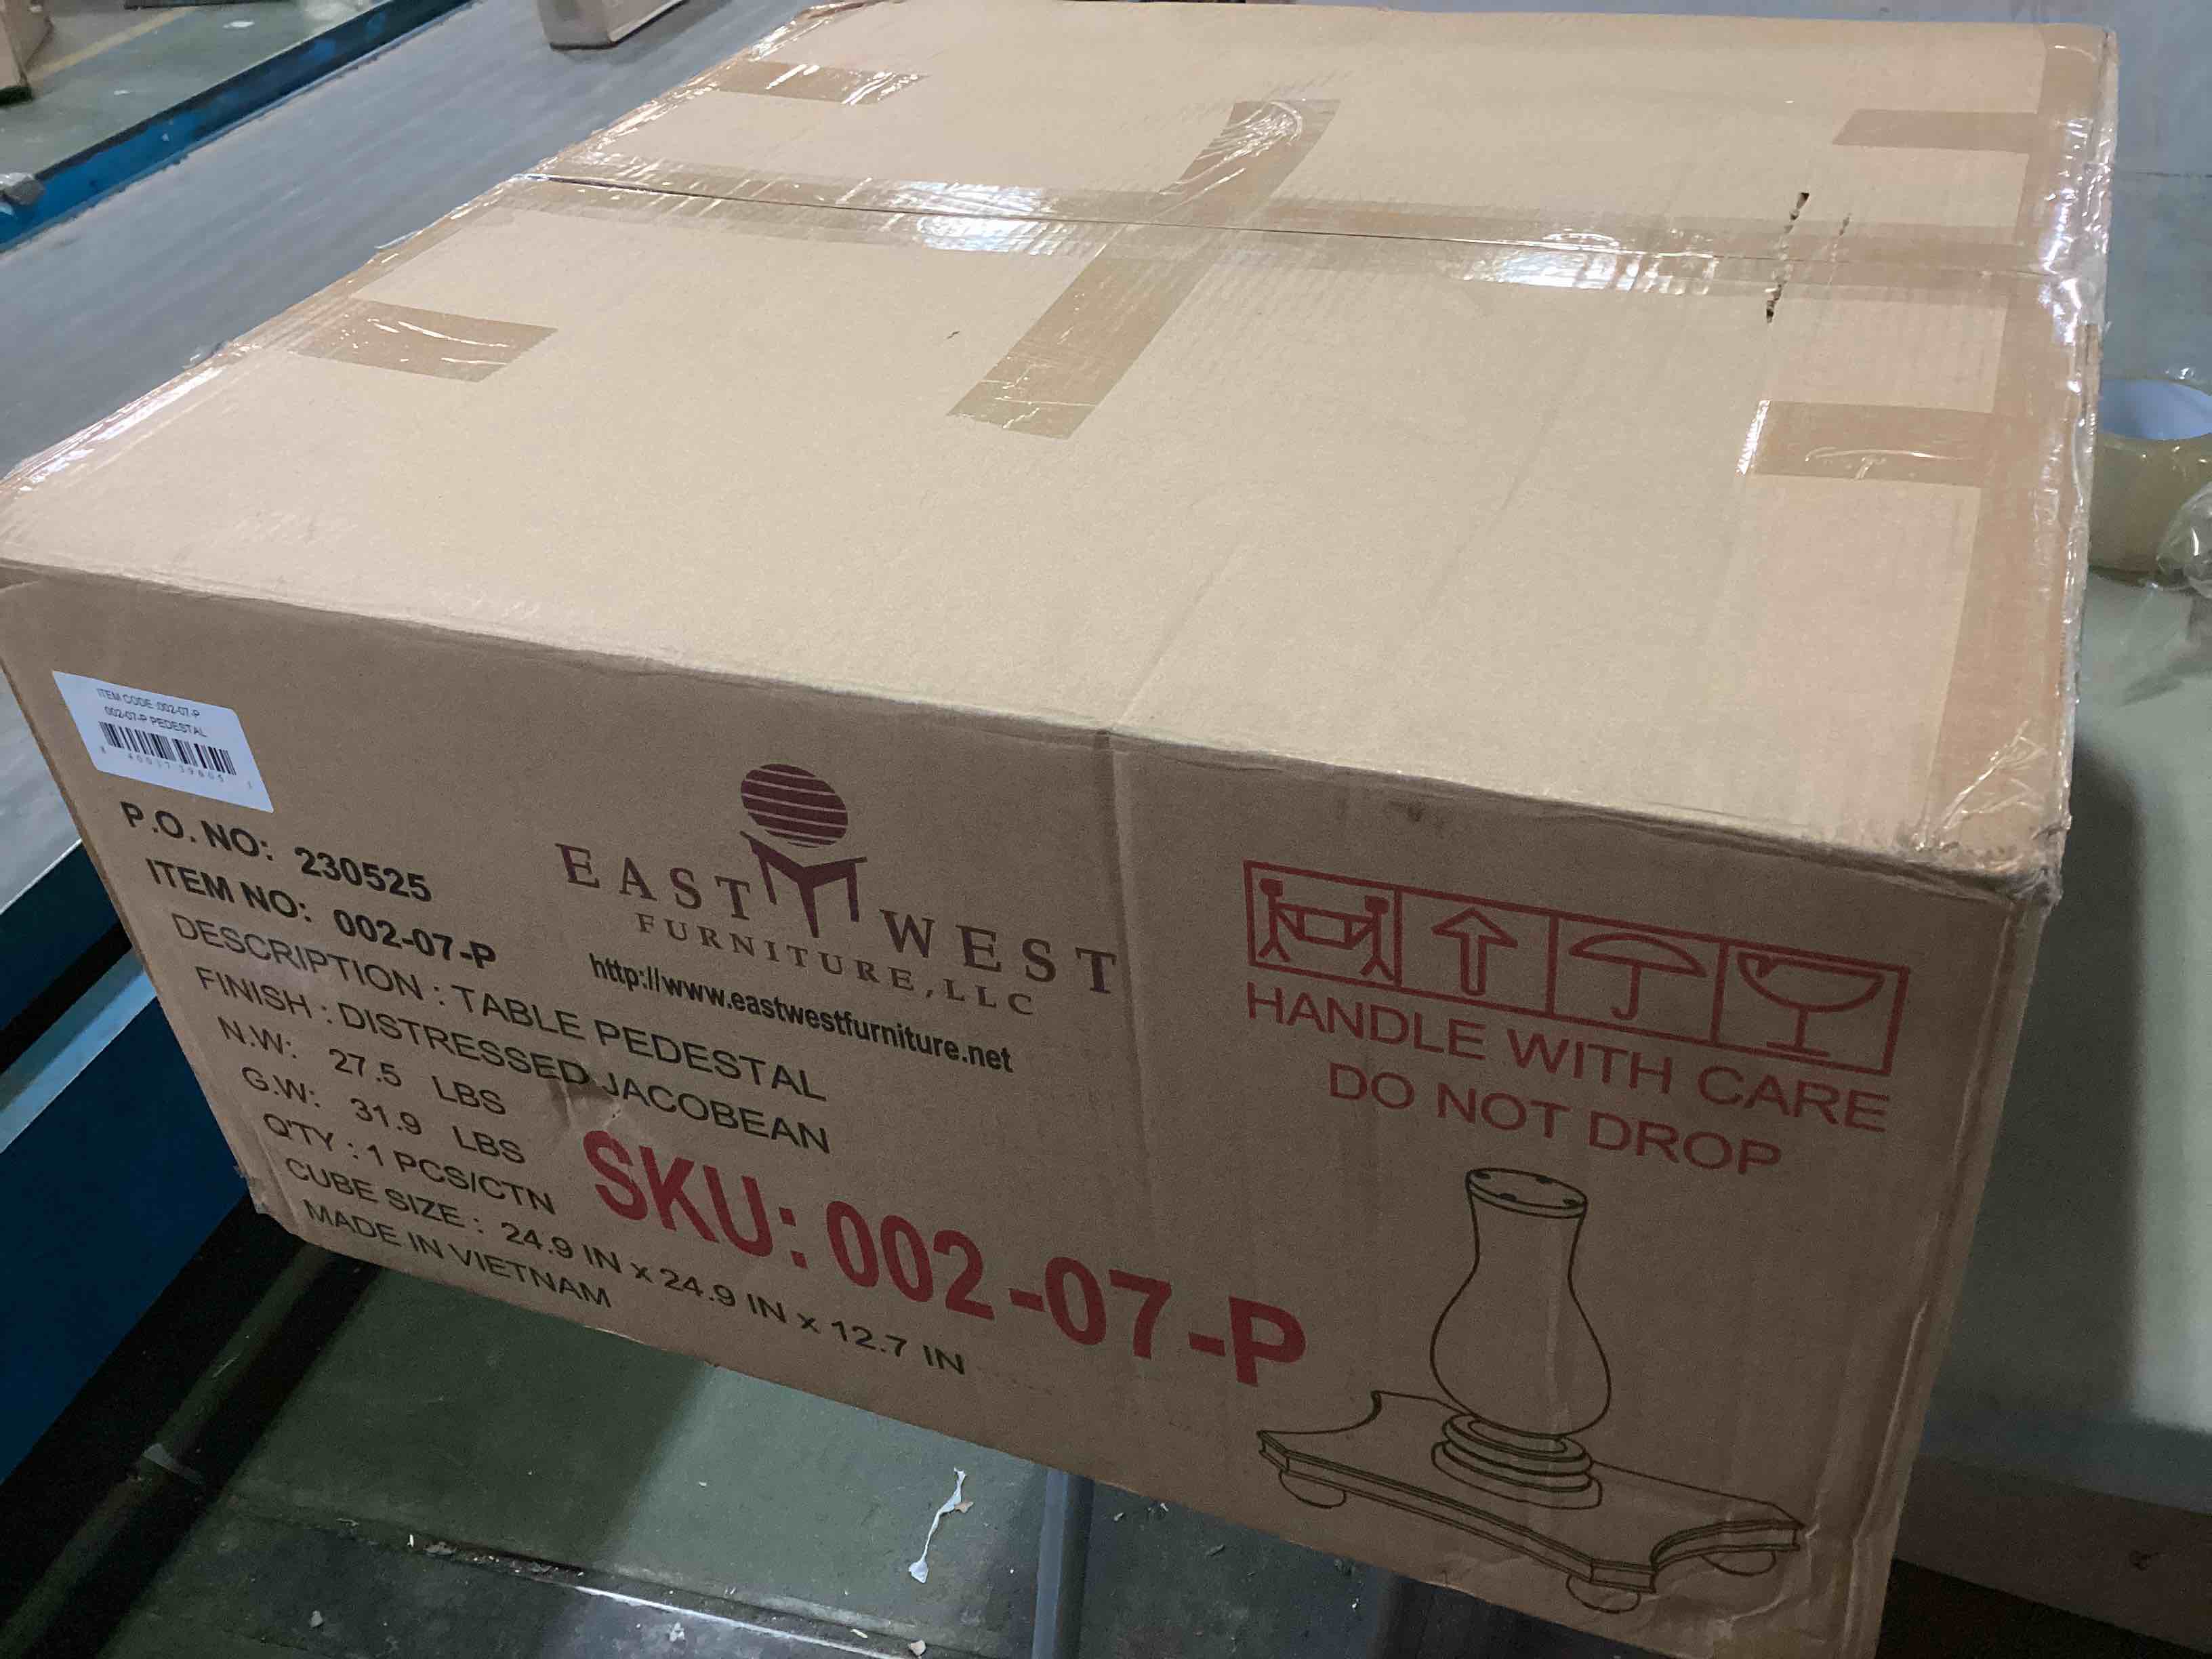 ITEM CODE :002-07-P
002-07-P PEDESTAL
P.O. NO: 230525
ITEM NO: 002-07-P
DESCRIPTION : TABLE PEDESTAL
FINISH : DISTRESSED JACOBEAN
N.W: 27.5 LBS
G.W: 31.9 LBS
Q'TY : 1 PCS/CTN
CUBE SIZE : 24.9 IN x 24.9 IN x 12.7 IN
MADE IN VIETNAM
EAST WEST
FURNITURE, LLC
http://www.eastwestfurniture.net
SKU: 002-07-P
HANDLE WITH CARE
DO NOT DROP